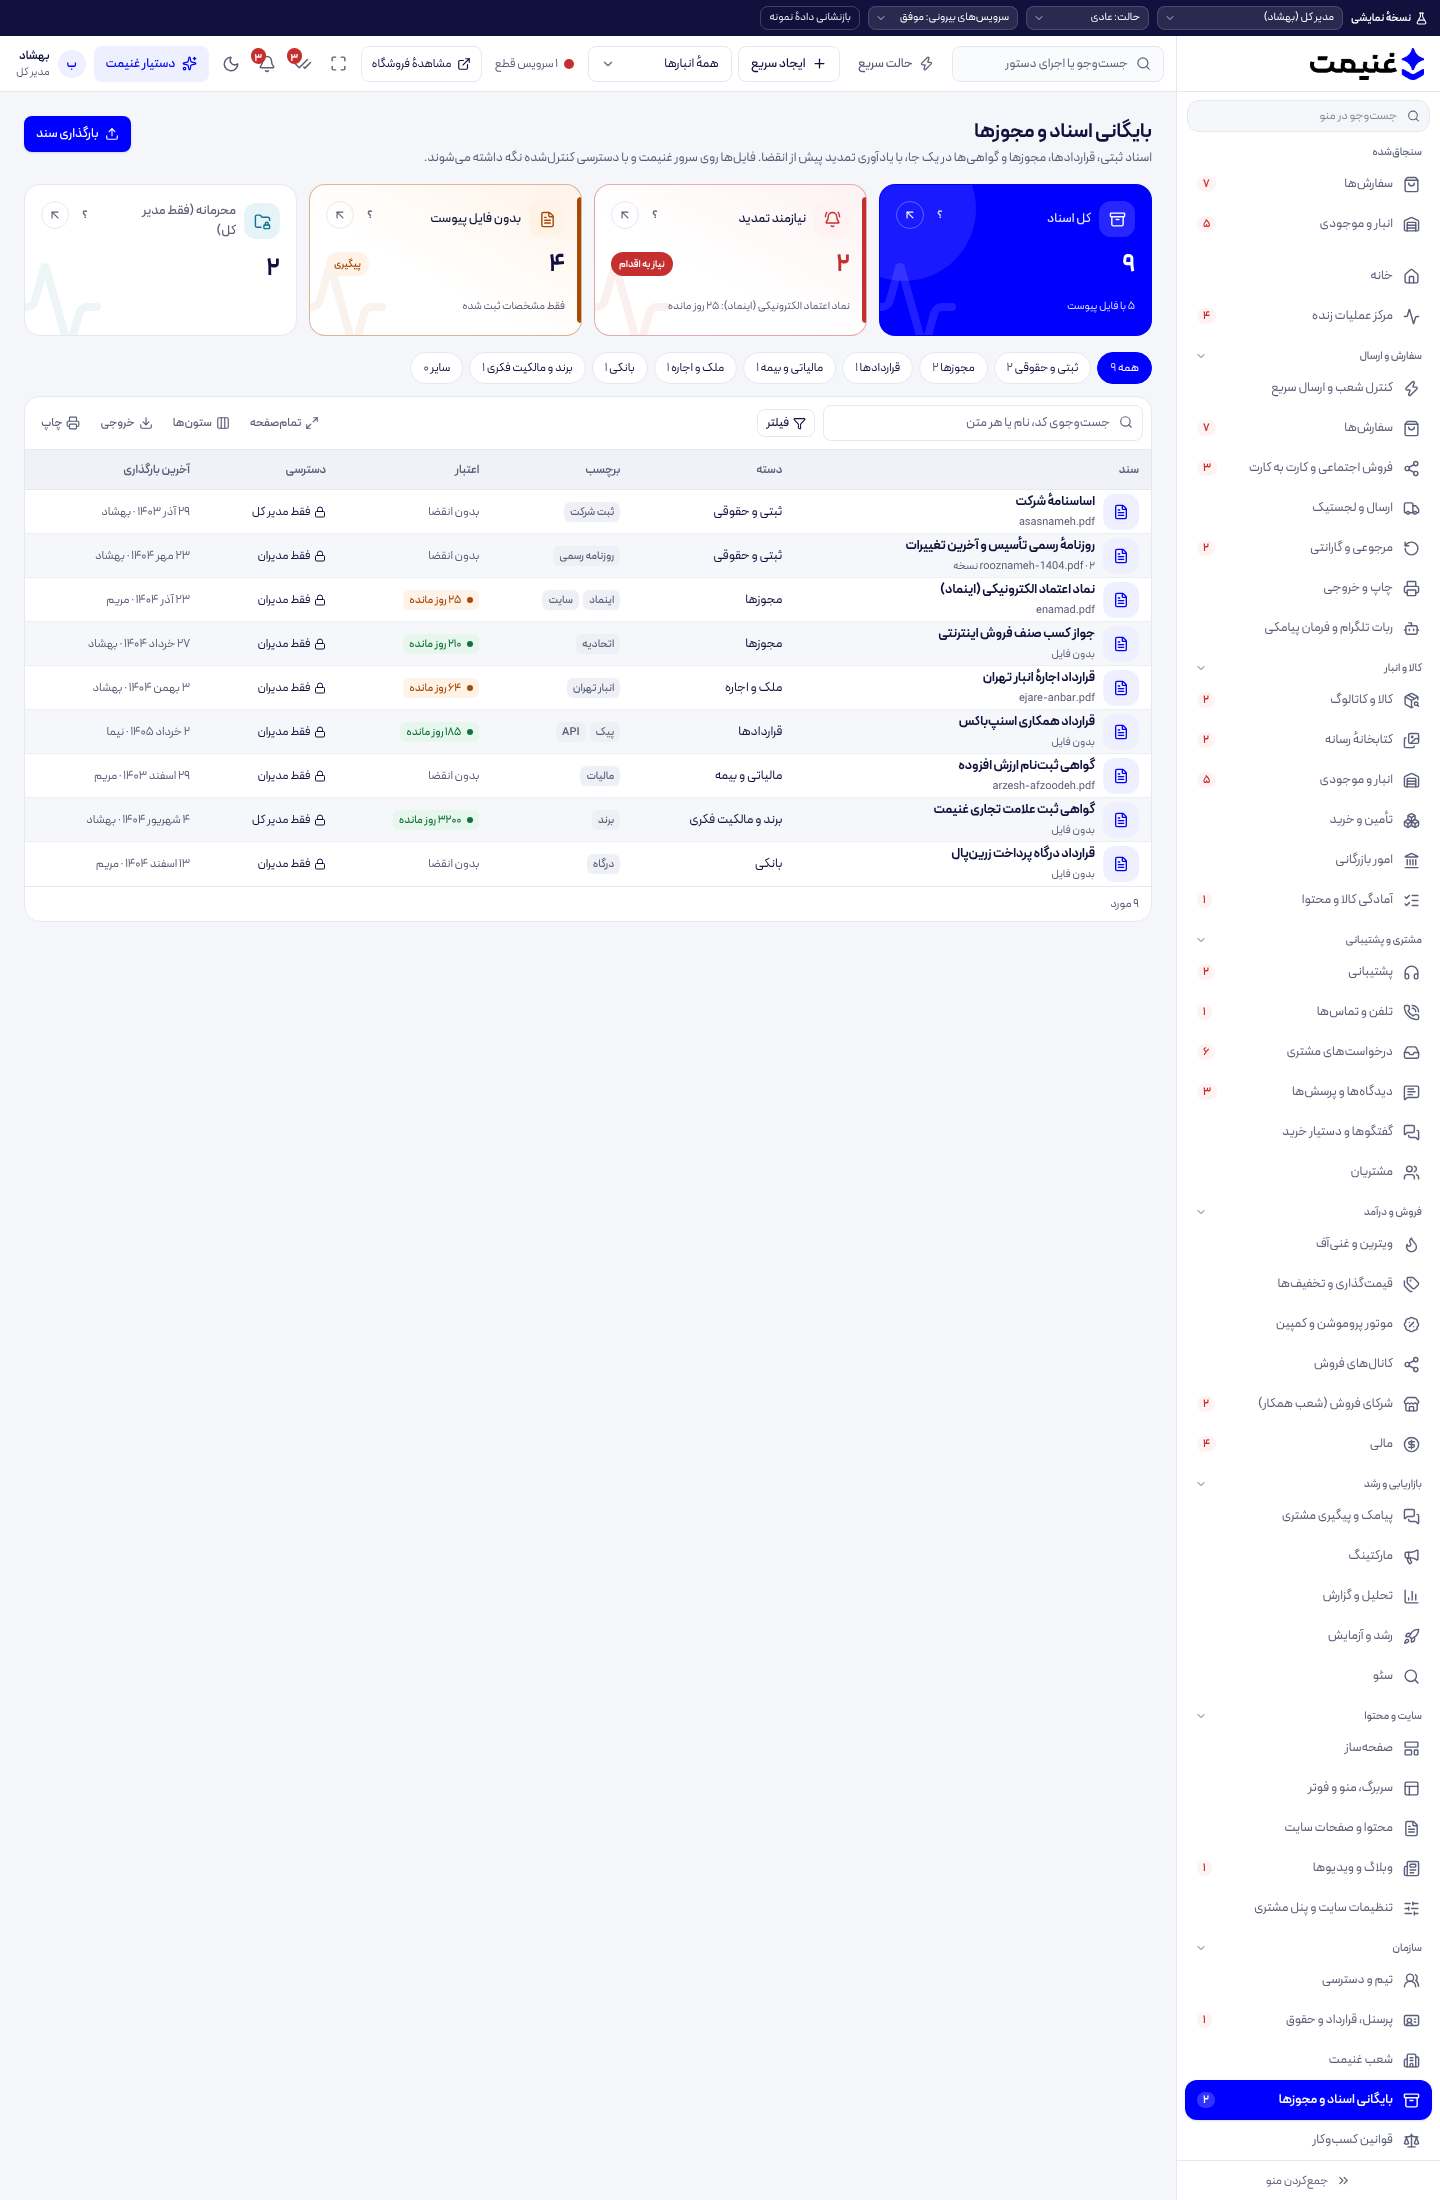 نسخهٔ نمایشی
مدیر کل (بهشاد)
حالت: عادی
سرویس‌های بیرونی: موفق
بازنشانی دادهٔ نمونه
غنیمت
جست‌وجو یا اجرای دستور
حالت سریع
ایجاد سریع
همهٔ انبارها
۱ سرویس قطع
مشاهدهٔ فروشگاه
۳
۳
دستیار غنیمت
ب
بهشاد
مدیر کل
جست‌وجو در منو
سنجاق‌شده
سفارش‌ها ۷
انبار و موجودی ۵
خانه
مرکز عملیات زنده ۴
سفارش و ارسال
کنترل شعب و ارسال سریع
سفارش‌ها ۷
فروش اجتماعی و کارت به کارت ۳
ارسال و لجستیک
مرجوعی و گارانتی ۲
چاپ و خروجی
ربات تلگرام و فرمان پیامکی
کالا و انبار
کالا و کاتالوگ ۲
کتابخانهٔ رسانه ۲
انبار و موجودی ۵
تأمین و خرید
امور بازرگانی
آمادگی کالا و محتوا ۱
مشتری و پشتیبانی
پشتیبانی ۲
تلفن و تماس‌ها ۱
درخواست‌های مشتری ۶
دیدگاه‌ها و پرسش‌ها ۳
گفتگوها و دستیار خرید
مشتریان
فروش و درآمد
ویترین و غنی‌آف
قیمت‌گذاری و تخفیف‌ها
موتور پروموشن و کمپین
کانال‌های فروش
شرکای فروش (شعب همکار) ۲
مالی ۴
بازاریابی و رشد
پیامک و پیگیری مشتری
مارکتینگ
تحلیل و گزارش
رشد و آزمایش
سئو
سایت و محتوا
صفحه‌ساز
سربرگ، منو و فوتر
محتوا و صفحات سایت
وبلاگ و ویدیوها ۱
تنظیمات سایت و پنل مشتری
سازمان
تیم و دسترسی
پرسنل، قرارداد و حقوق ۱
شعب غنیمت
بایگانی اسناد و مجوزها ۲
قوانین کسب‌وکار
جمع‌کردن منو
بایگانی اسناد و مجوزها
اسناد ثبتی، قراردادها، مجوزها و گواهی‌ها در یک جا، با یادآوری تمدید پیش از انقضا. فایل‌ها روی سرور غنیمت و با دسترسی کنترل‌شده نگه داشته می‌شوند.
بارگذاری سند
کل اسناد ؟
۹
۵ با فایل پیوست
نیازمند تمدید ؟
۲ نیاز به اقدام
نماد اعتماد الکترونیکی (اینماد): ۲۵ روز مانده
بدون فایل پیوست ؟
۴ پیگیری
فقط مشخصات ثبت شده
محرمانه (فقط مدیر کل) ؟
۲
همه ۹
ثبتی و حقوقی ۲
مجوزها ۲
قراردادها ۱
مالیاتی و بیمه ۱
ملک و اجاره ۱
بانکی ۱
برند و مالکیت فکری ۱
سایر ۰
جست‌وجوی کد، نام یا هر متن
فیلتر
تمام‌صفحه
ستون‌ها
خروجی
چاپ
سند دسته برچسب اعتبار دسترسی آخرین بارگذاری
اساسنامهٔ شرکت
asasnameh.pdf
ثبتی و حقوقی ثبت شرکت بدون انقضا فقط مدیر کل ۲۹ آذر ۱۴۰۳ · بهشاد
روزنامهٔ رسمی تأسیس و آخرین تغییرات
rooznameh-1404.pdf · ۲ نسخه
ثبتی و حقوقی روزنامه رسمی بدون انقضا فقط مدیران ۲۳ مهر ۱۴۰۴ · بهشاد
نماد اعتماد الکترونیکی (اینماد)
enamad.pdf
مجوزها اینماد سایت ۲۵ روز مانده فقط مدیران ۲۳ آذر ۱۴۰۴ · مریم
جواز کسب صنف فروش اینترنتی
بدون فایل
مجوزها اتحادیه ۲۱۰ روز مانده فقط مدیران ۲۷ خرداد ۱۴۰۴ · بهشاد
قرارداد اجارهٔ انبار تهران
ejare-anbar.pdf
ملک و اجاره انبار تهران ۶۴ روز مانده فقط مدیران ۳ بهمن ۱۴۰۴ · بهشاد
قرارداد همکاری اسنپ‌باکس
بدون فایل
قراردادها پیک API ۱۸۵ روز مانده فقط مدیران ۲ خرداد ۱۴۰۵ · نیما
گواهی ثبت‌نام ارزش افزوده
arzesh-afzoodeh.pdf
مالیاتی و بیمه مالیات بدون انقضا فقط مدیران ۲۹ اسفند ۱۴۰۳ · مریم
گواهی ثبت علامت تجاری غنیمت
بدون فایل
برند و مالکیت فکری برند ۳۲۰۰ روز مانده فقط مدیر کل ۴ شهریور ۱۴۰۴ · بهشاد
قرارداد درگاه پرداخت زرین‌پال
بدون فایل
بانکی درگاه بدون انقضا فقط مدیران ۱۳ اسفند ۱۴۰۴ · مریم
۹ مورد